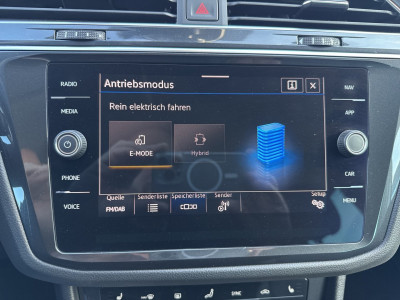 RADIO
MEDIA
PHONE
VOICE
Antriebsmodus
Rein elektrisch fahren
E-MODE
Hybrid
Quelle
FM/DAB
Senderliste
Speicherliste
Sender
Setup
NAV
APP
CAR
MENU
SYNC